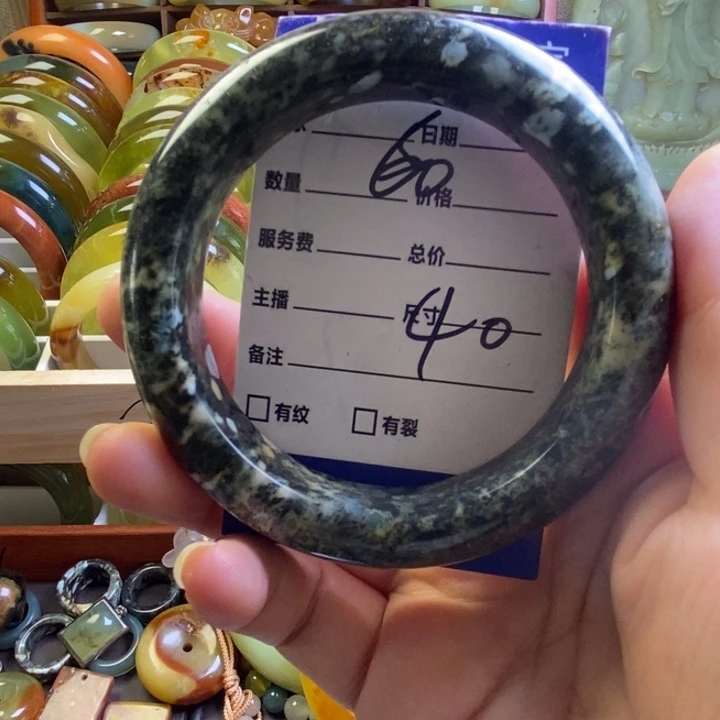 日期
60
数量 价格
服务费 总价
主播 尺寸
40
备注
有纹 有裂